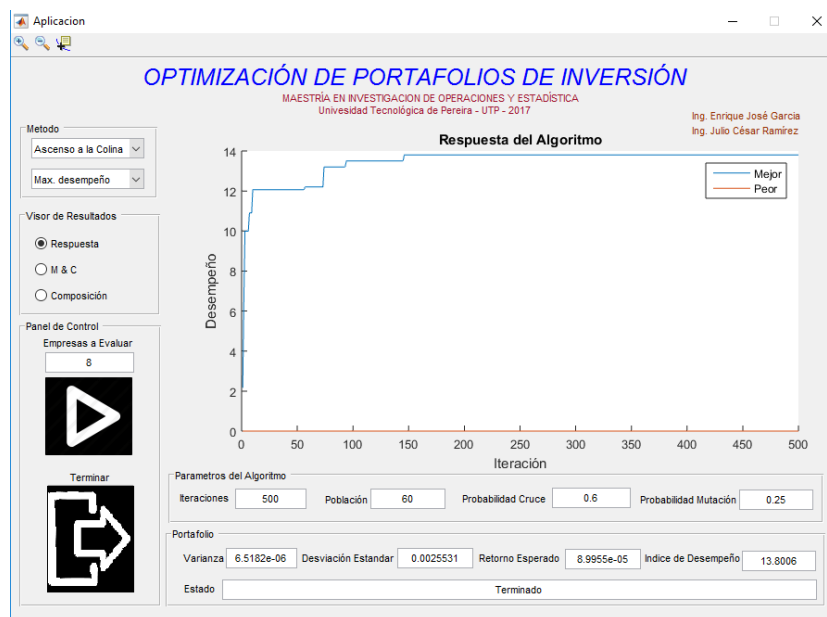 Aplicacion
OPTIMIZACIÓN DE PORTAFOLIOS DE INVERSIÓN
MAESTRÍA EN INVESTIGACION DE OPERACIONES Y ESTADÍSTICA
Univesidad Tecnológica de Pereira - UTP - 2017
Ing. Enrique José Garcia
Ing. Julio César Ramírez
Metodo
Ascenso a la Colina
Max. desempeño
Visor de Resultados
Respuesta
M & C
Composición
Panel de Control
Empresas a Evaluar
8
Terminar
Respuesta del Algoritmo
Mejor
Peor
Desempeño
14
12
10
8
6
4
2
0
0 50 100 150 200 250 300 350 400 450 500
Iteración
Parametros del Algoritmo
Iteraciones 500 Población 60 Probabilidad Cruce 0.6 Probabilidad Mutación 0.25
Portafolio
Varianza 6.5182e-06 Desviación Estandar 0.0025531 Retorno Esperado 8.9955e-05 Indice de Desempeño 13.8006
Estado Terminado